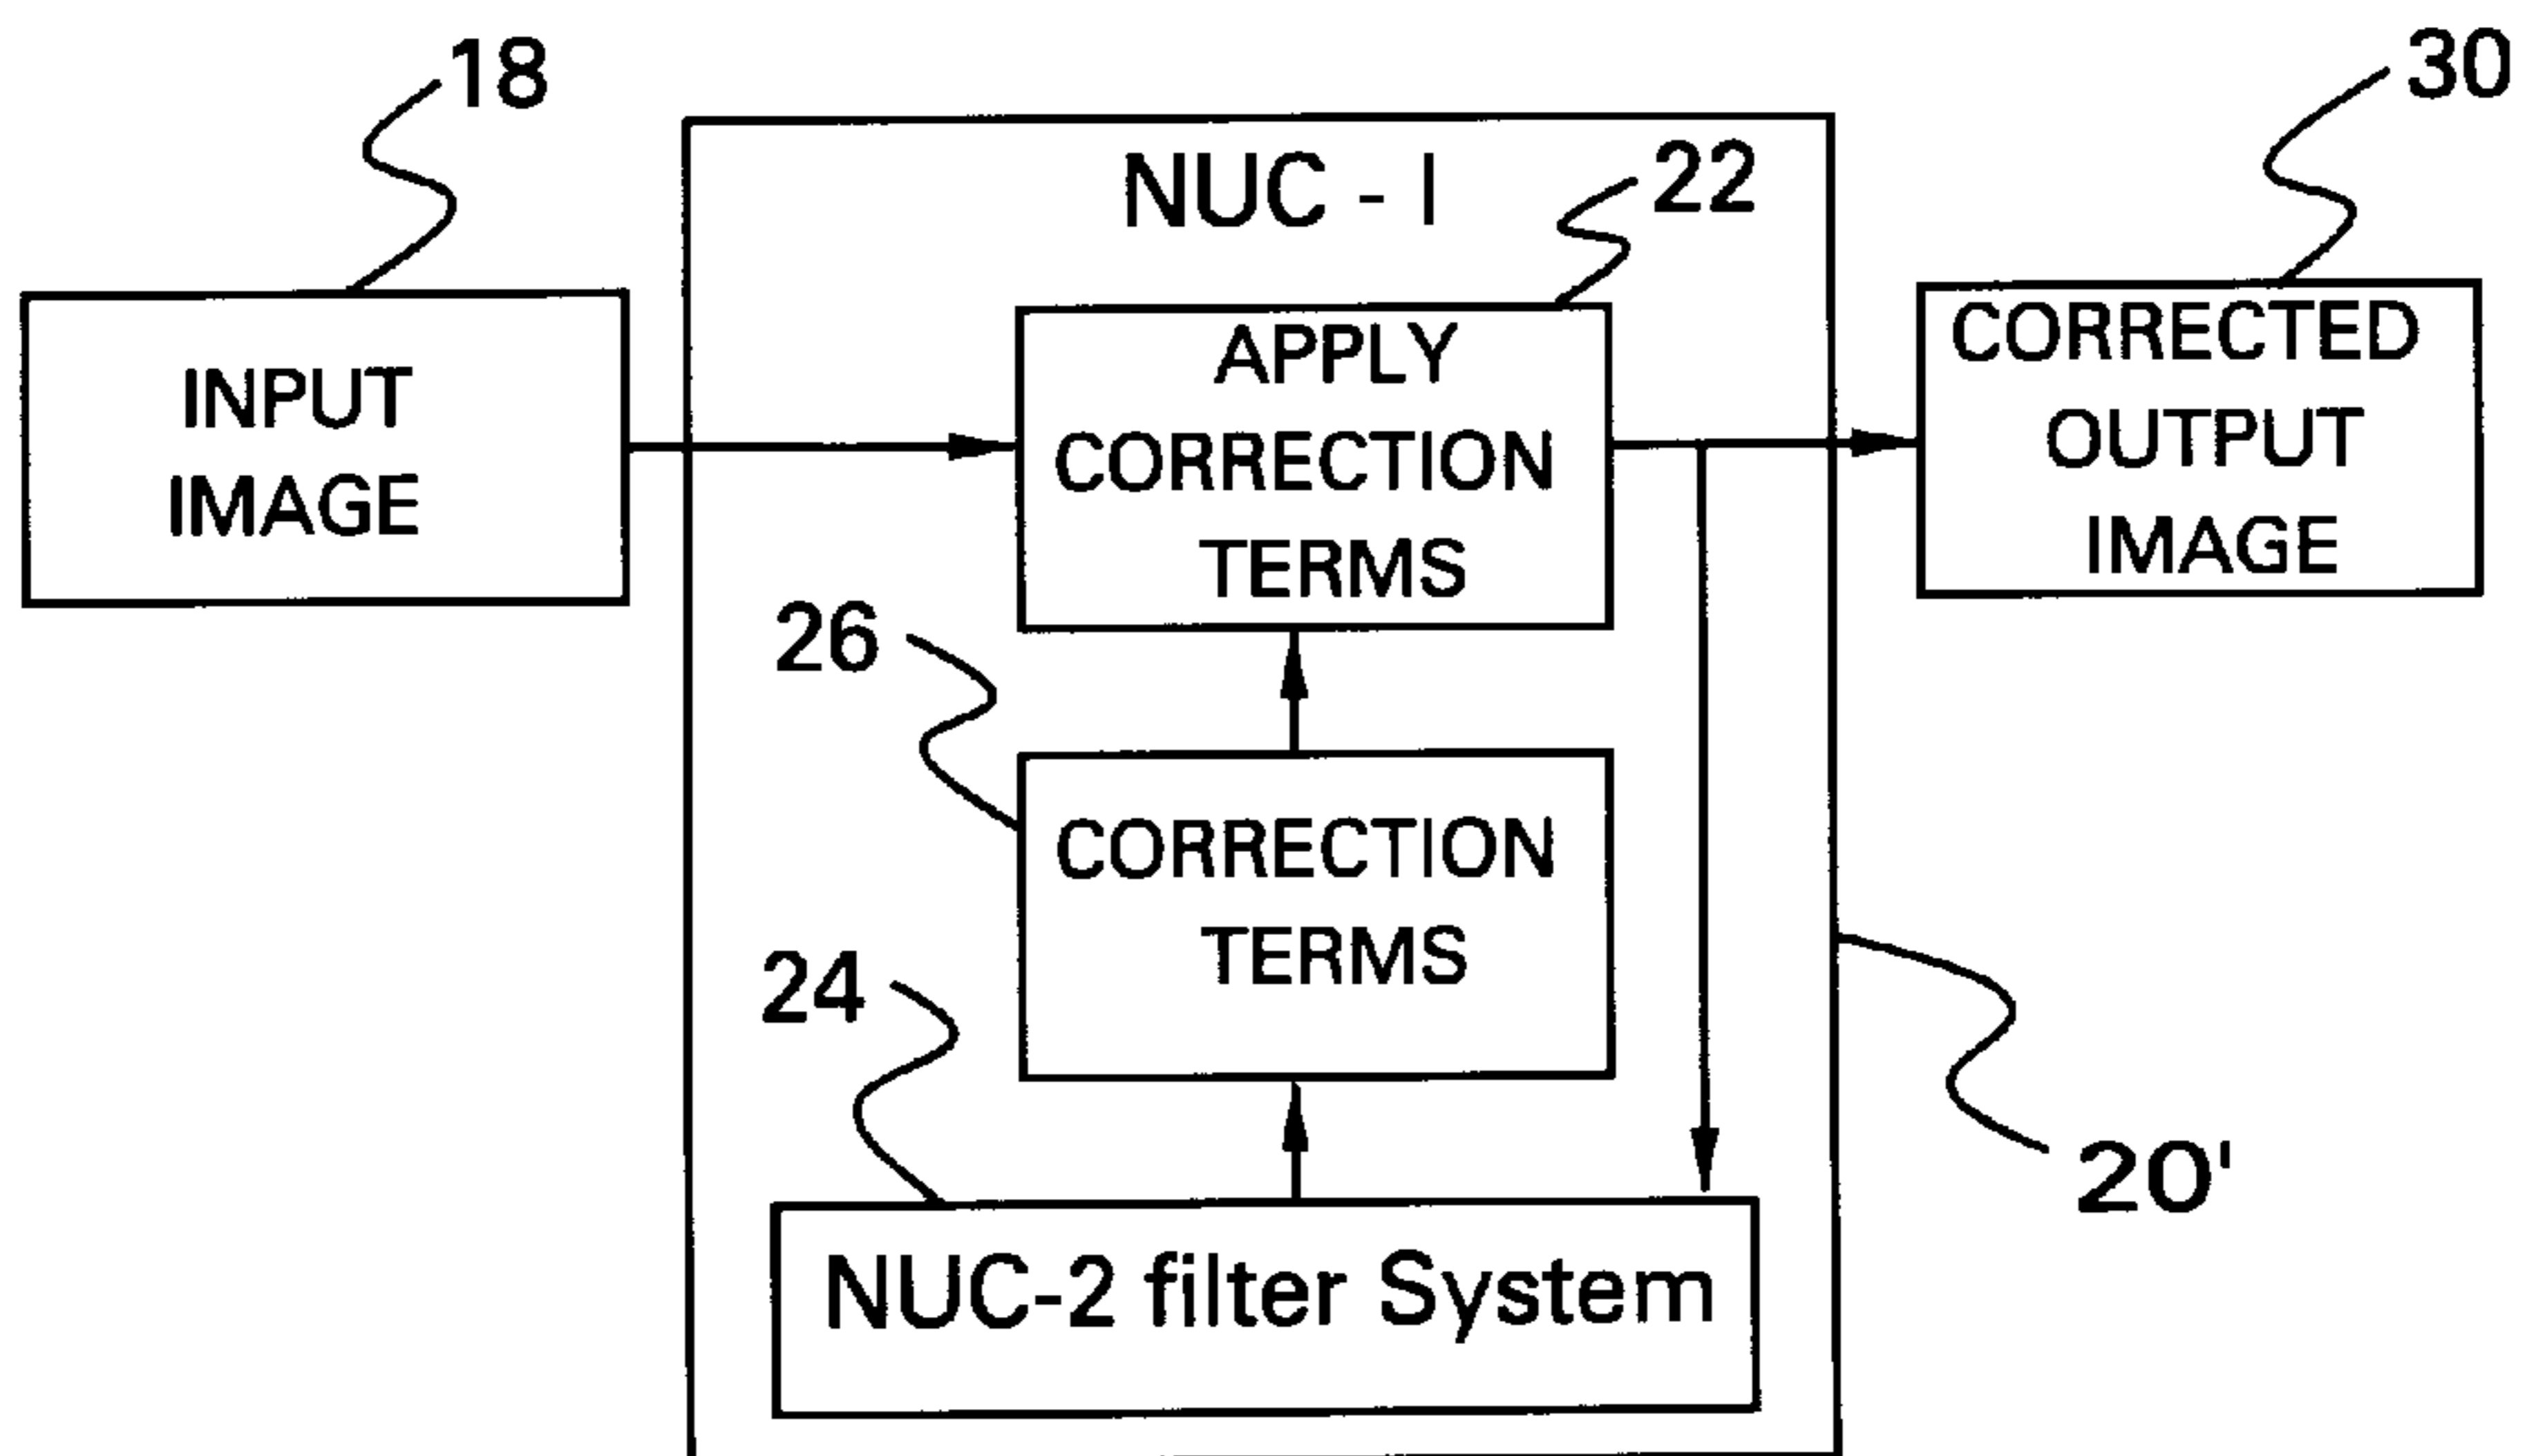 18
30
NUC - I
22
INPUT
IMAGE
APPLY
CORRECTION
TERMS
CORRECTED
OUTPUT
IMAGE
26
CORRECTION
TERMS
24
20'
NUC-2 filter System